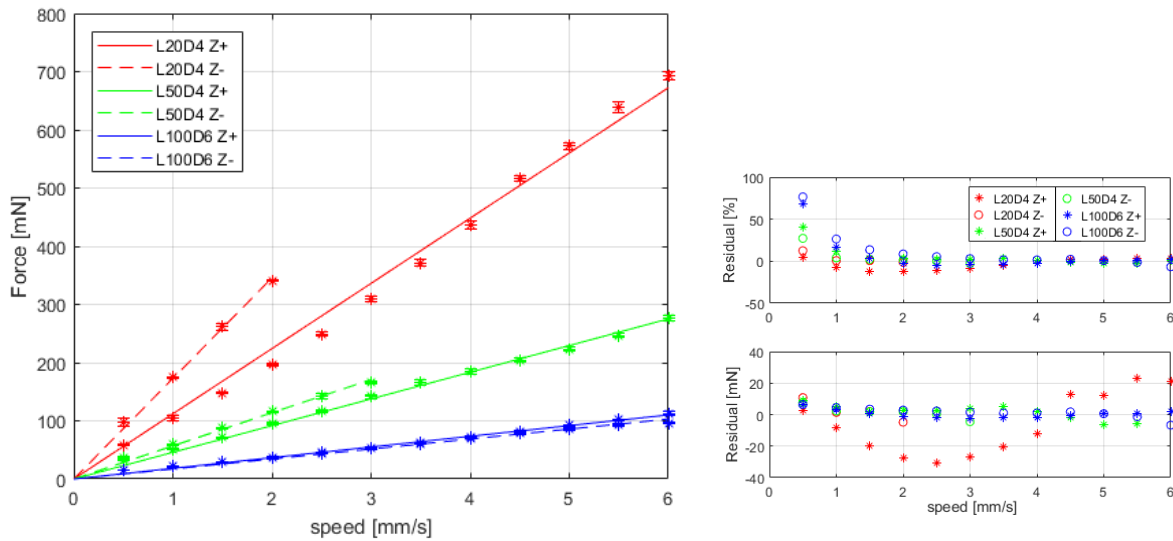 800
700
600
500
400
300
200
100
0
Force [mN]
L20D4 Z+
L20D4 Z-
L50D4 Z+
L50D4 Z-
L100D6 Z+
L100D6 Z-
0 1 2 3 4 5 6
speed [mm/s]
100
50
0
-50
Residual [%]
L20D4 Z+ L50D4 Z-
L20D4 Z- L100D6 Z+
L50D4 Z+ L100D6 Z-
0 1 2 3 4 5 6
40
20
0
-20
-40
Residual [mN]
0 1 2 3 4 5 6
speed [mm/s]